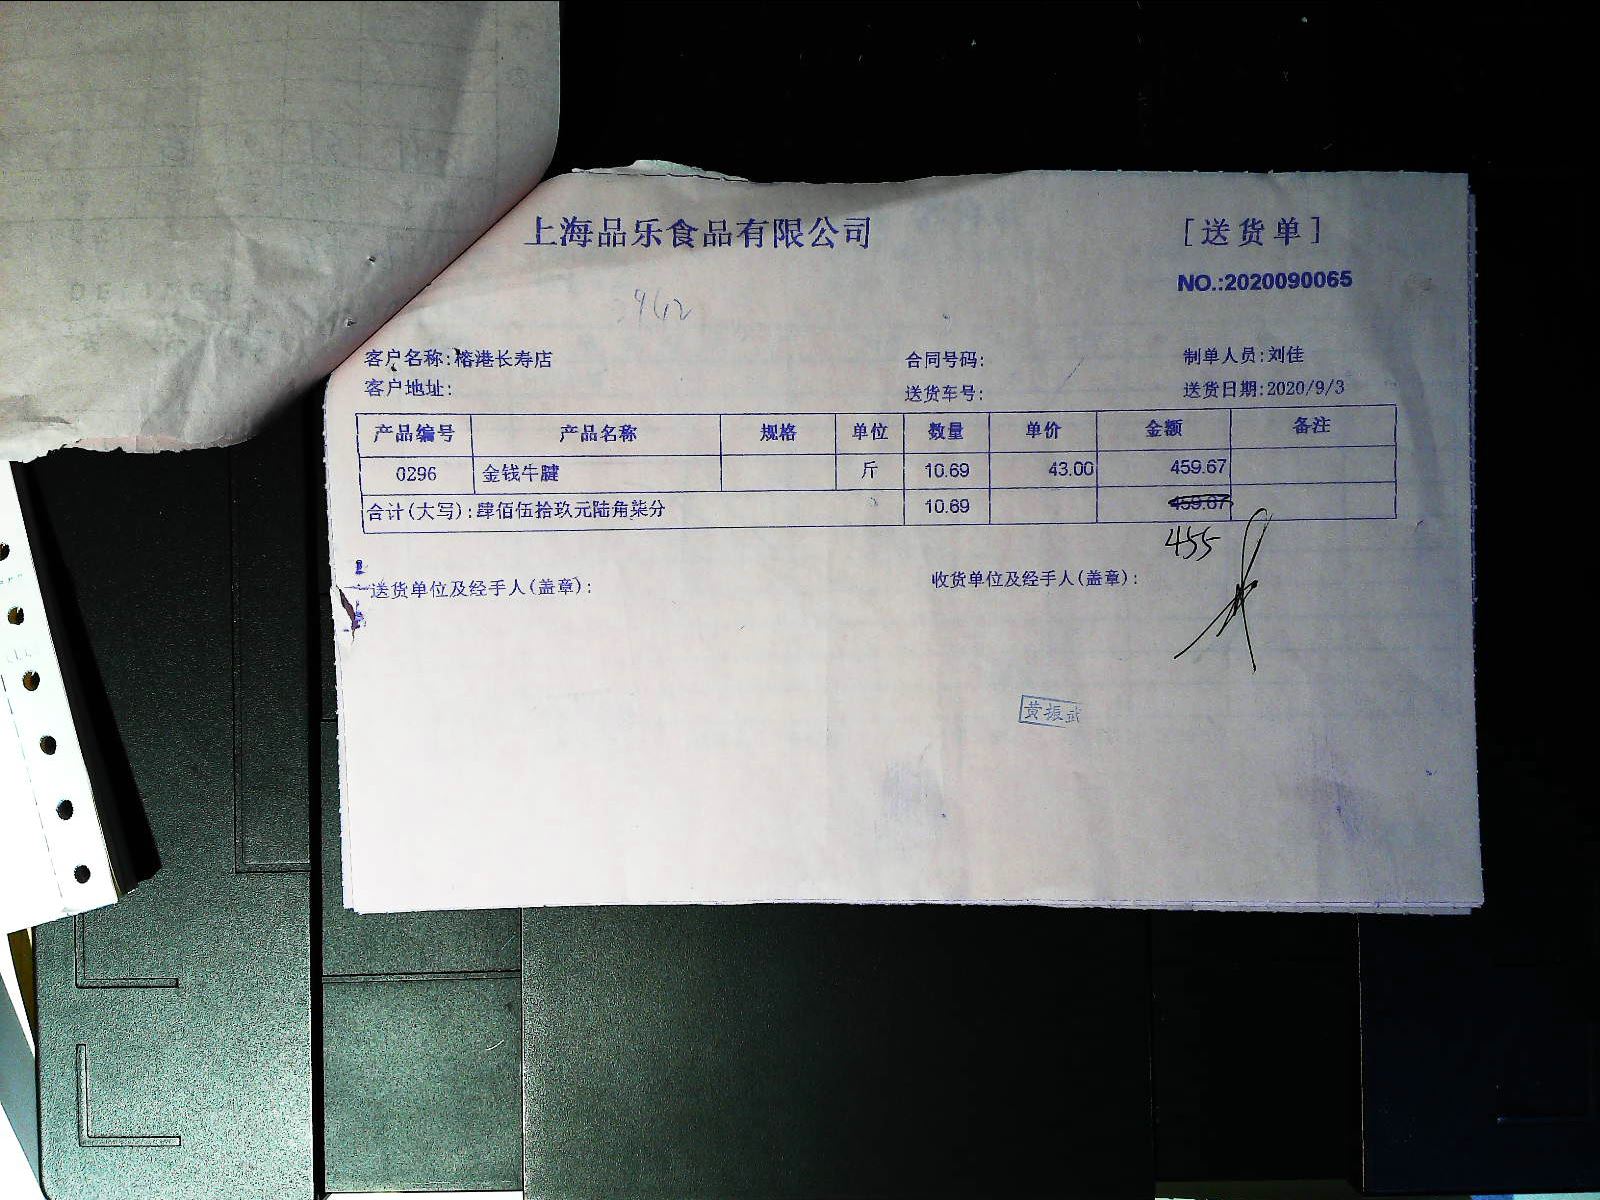 上海品乐食品有限公司 [送货单]
NO.:2020090065
942
客户名称:榕港长寿店 合同号码: 制单人员:刘佳
客户地址: 送货车号: 送货日期:2020/9/3
产品编号 产品名称 规格 单位 数量 单价 金额 备注
0296 金钱牛腱 斤 10.69 43.00 459.67
合计(大写):肆佰伍拾玖元陆角柒分 10.69 459.67
455
送货单位及经手人(盖章): 收货单位及经手人(盖章):
黄振武